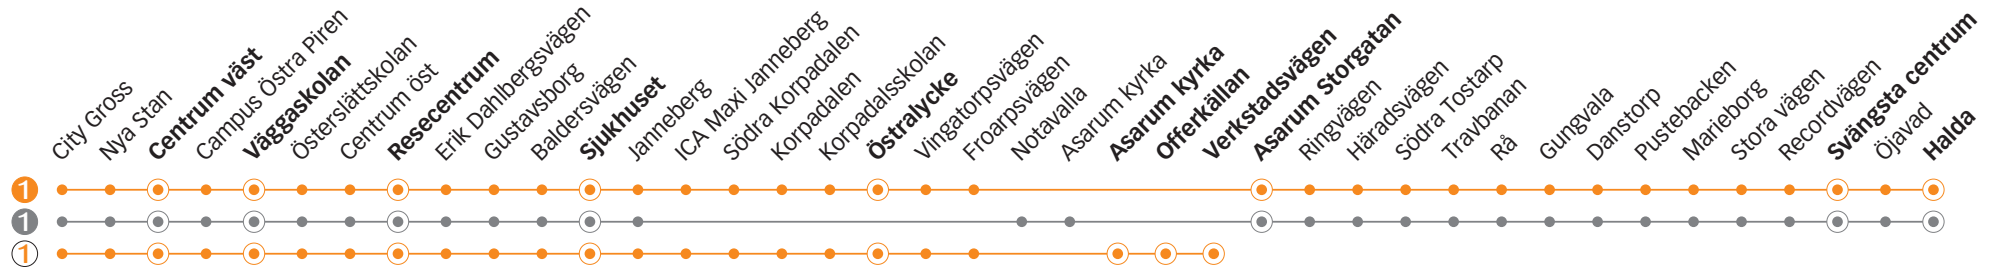 City Gross
Nya Stan
Centrum väst
Campus Östra Piren
Väggaskolan
Österslättskolan
Centrum öst
Resecentrum
Erik Dahlbergsvägen
Gustavsborg
Baldersvägen
Sjukhuset
Janneberg
ICA Maxi Janneberg
Södra Korpadalen
Korpadalen
Korpadalsskolan
Östralycke
Vingatorpsvägen
Froarpsvägen
Notavalla
Asarum kyrka
Asarum kyrka
Offerkällan
Verkstadsvägen
Asarum Storgatan
Ringvägen
Häradsvägen
Södra Tostarp
Travbanan
Rå
Gungvala
Danstorp
Pustebacken
Marieborg
Stora vägen
Recordvägen
Svängsta centrum
Öjavad
Halda
1
1
1